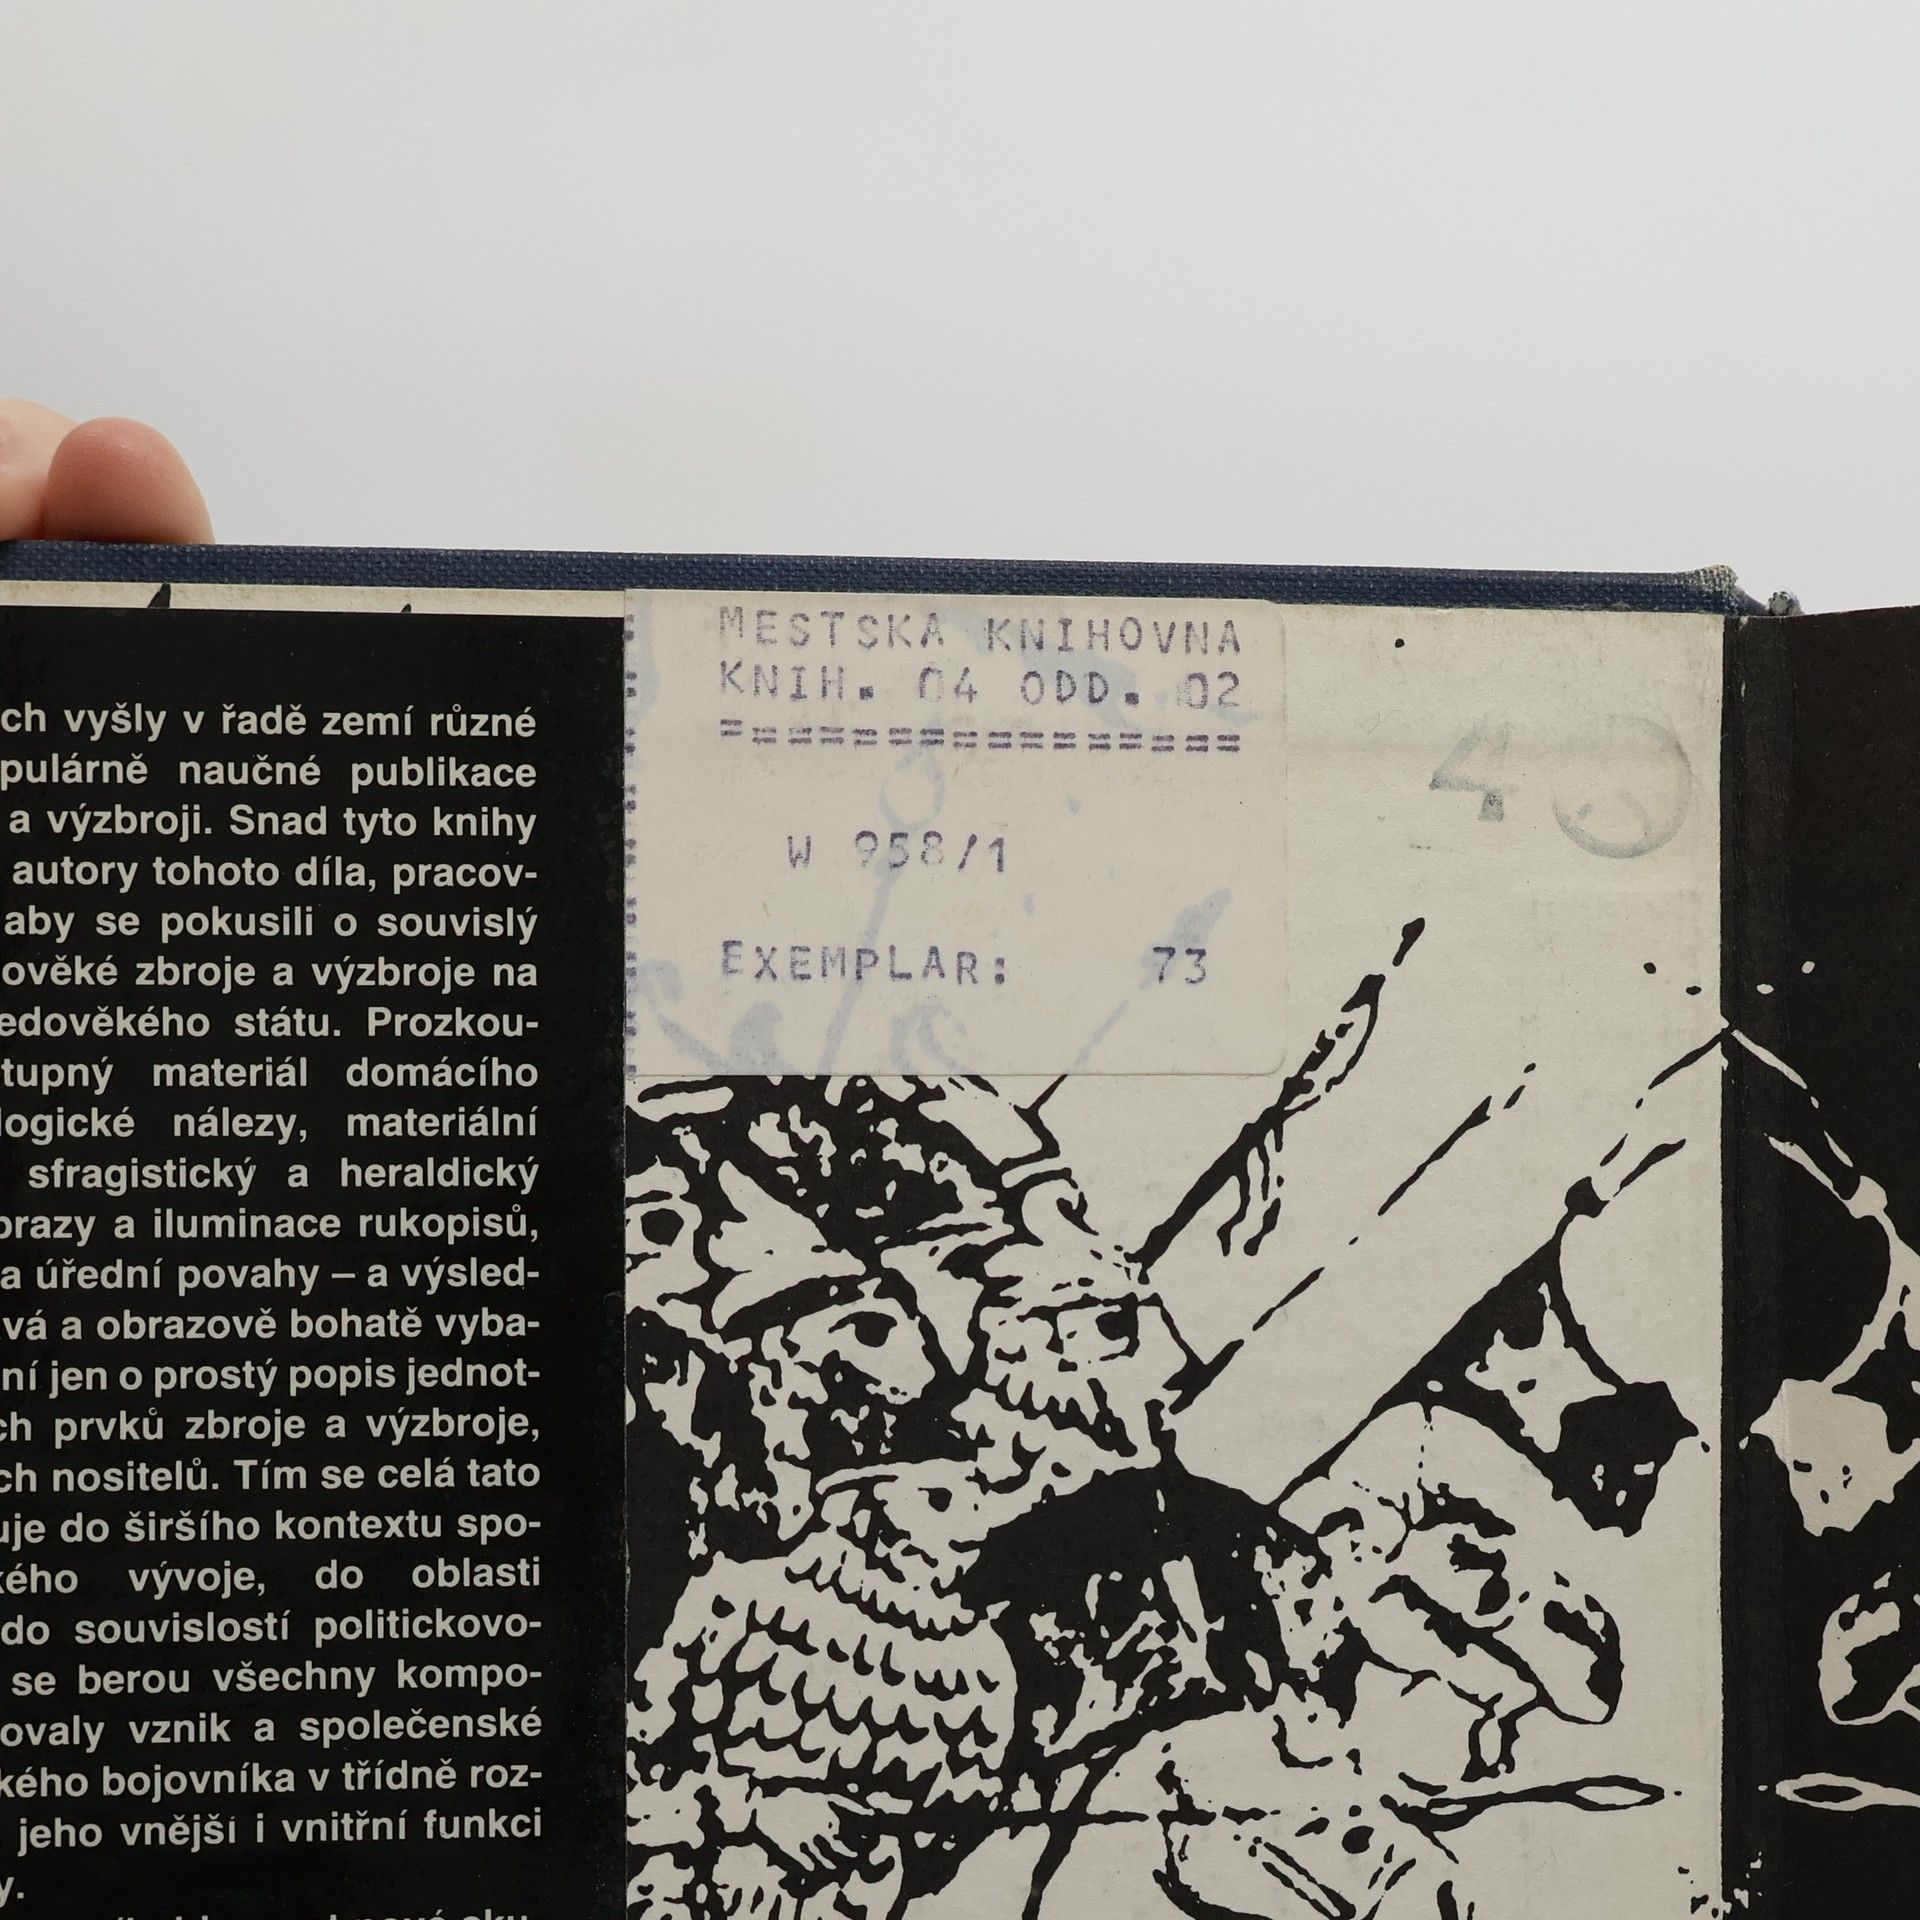 ch vyšly v řadě zemí různé
pulárně naučné publikace
a výzbroji. Snad tyto knihy
autory tohoto díla, pracov-
aby se pokusili o souvislý
ověké zbroje a výzbroje na
edověkého státu. Prozkou-
tupný materiál domácího
logické nálezy, materiální
sfragistický a heraldický
brazy a iluminace rukopisů,
a úřední povahy – a výsled-
vá a obrazově bohatě vyba-
ní jen o prostý popis jednot-
ch prvků zbroje a výzbroje,
ch nositelů. Tím se celá tato
uje do širšího kontextu spo-
kého vývoje, do oblasti
do souvislostí politickovo-
se berou všechny kompo-
ovaly vznik a společenské
kého bojovníka v třídně roz-
jeho vnější i vnitřní funkci
y.
MESTSKA KNIHOVNA
KNIH. 04 ODD. 02
================
W 958/1
EXEMPLAR: 73
4